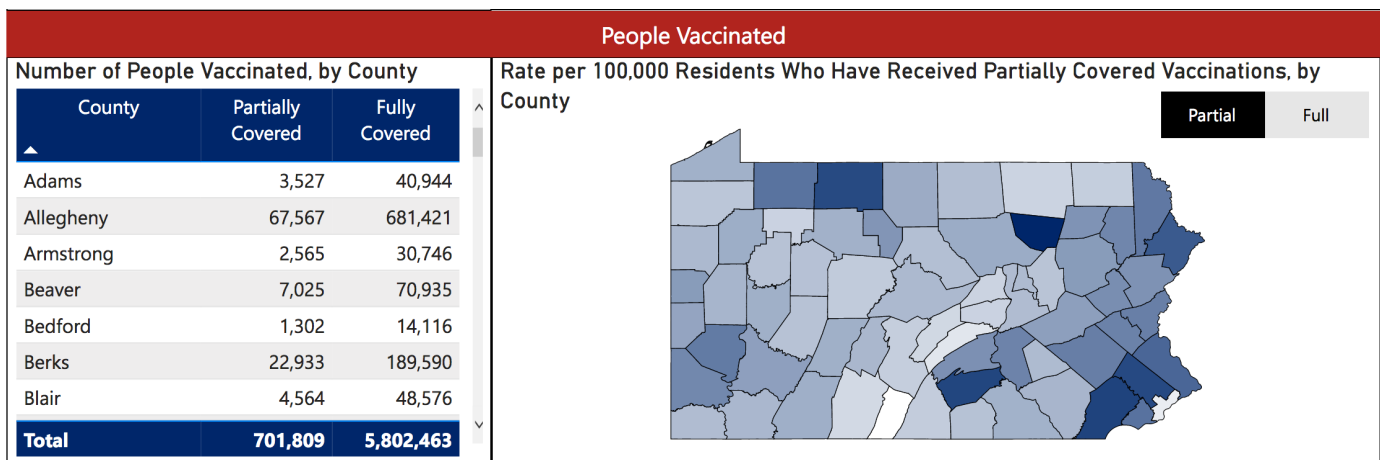 People Vaccinated
Number of People Vaccinated, by County
County Partially Covered Fully Covered
Adams 3,527 40,944
Allegheny 67,567 681,421
Armstrong 2,565 30,746
Beaver 7,025 70,935
Bedford 1,302 14,116
Berks 22,933 189,590
Blair 4,564 48,576
Total 701,809 5,802,463
Rate per 100,000 Residents Who Have Received Partially Covered Vaccinations, by
County
Partial Full